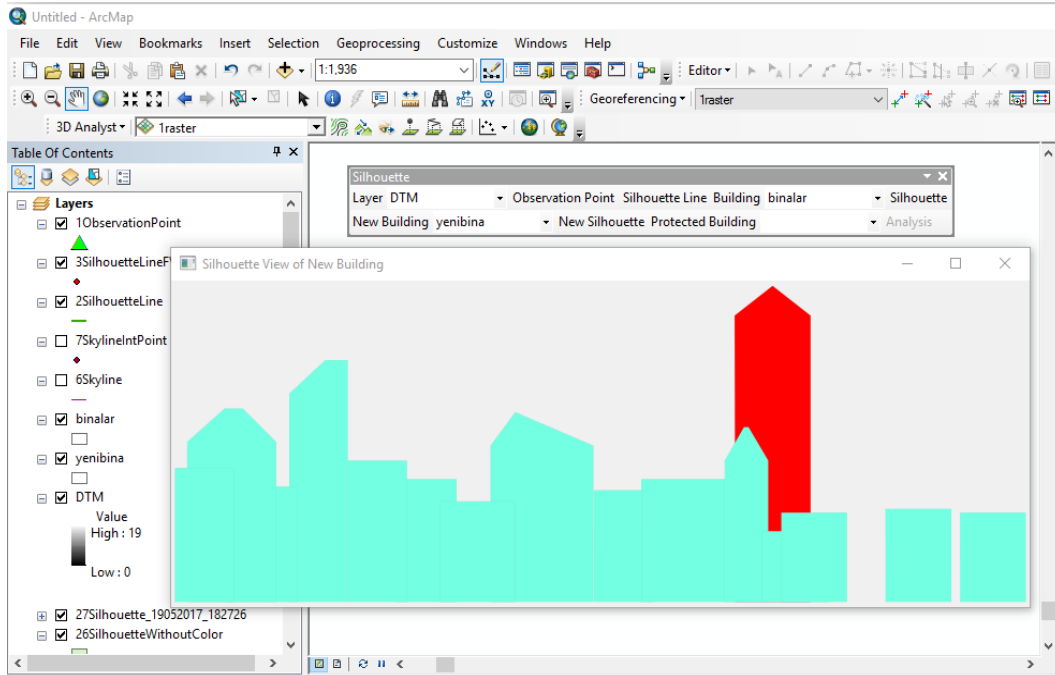 Untitled - ArcMap
File Edit View Bookmarks Insert Selection Geoprocessing Customize Windows Help
1:1,936 Editor
Georeferencing 1raster
3D Analyst 1raster
Table Of Contents
Silhouette
Layer DTM Observation Point Silhouette Line Building binalar Silhouette
New Building yenibina New Silhouette Protected Building Analysis
Layers
1ObservationPoint
3SilhouetteLineF
Silhouette View of New Building
2SilhouetteLine
7SkylineIntPoint
6Skyline
binalar
yenibina
DTM
Value
High : 19
Low : 0
27Silhouette_19052017_182726
26SilhouetteWithoutColor